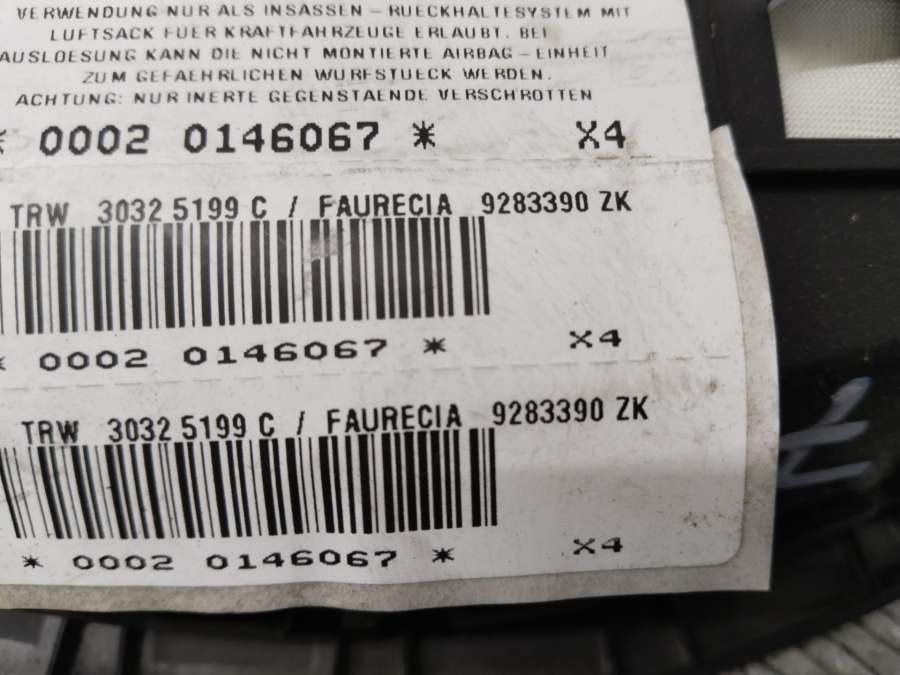 VERWENDUNG NUR ALS INSASSEN - RUECKHALTESYSTEM MIT
LUFTSACK FUER KRAFTFAHRZEUGE ERLAUBT. BEI
AUSLOESUNG KANN DIE NICHT MONTIERTE AIRBAG - EINHEIT
ZUM GEFAEHRLICHEN WURFSTUECK WERDEN.
ACHTUNG: NUR INERTE GEGENSTAENDE VERSCHROTTEN
* 0002 0146067 * X4
TRW 3032 5199 C / FAURECIA 9283390 ZK
* 0002 0146067 * X4
TRW 3032 5199 C / FAURECIA 9283390 ZK
* 0002 0146067 * X4